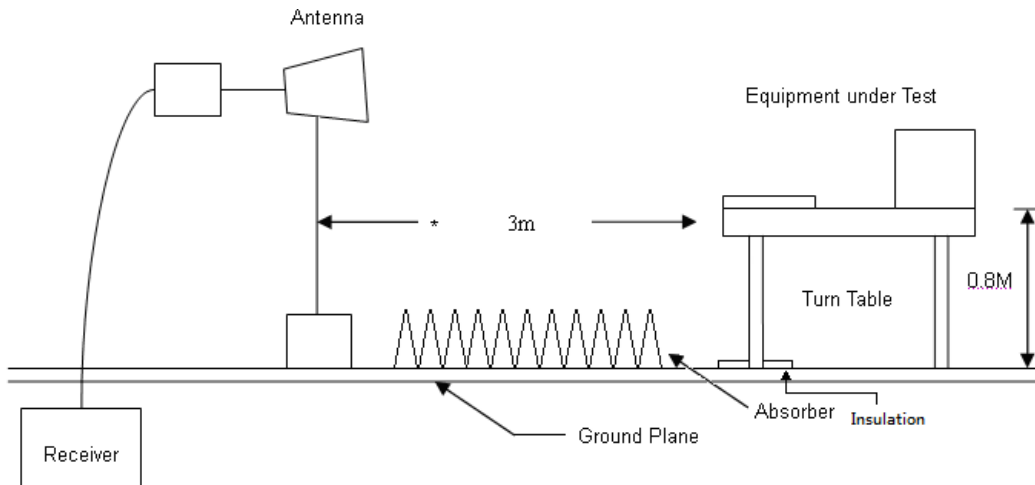 Antenna
Equipment under Test
* 3m
0.8M
Turn Table
Absorber
Insulation
Ground Plane
Receiver